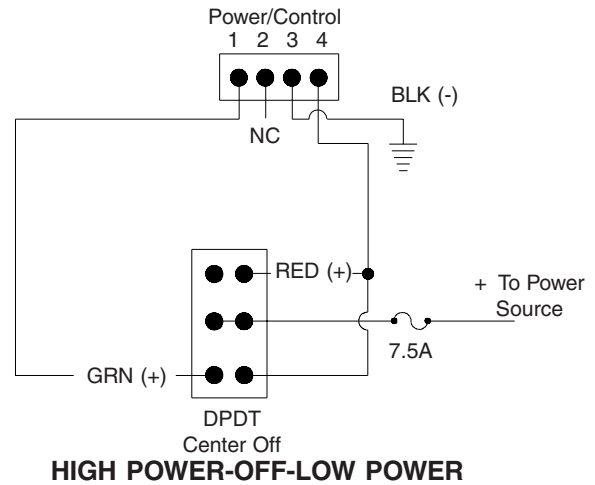 Power/Control
1 2 3 4
BLK (-)
NC
RED (+)
+ To Power
Source
7.5A
GRN (+)
DPDT
Center Off
HIGH POWER-OFF-LOW POWER